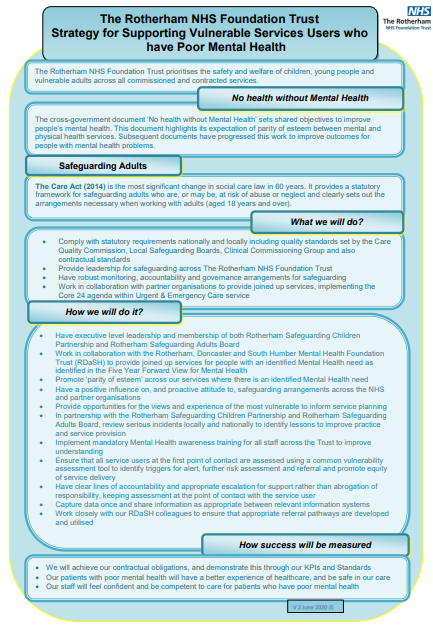 The Rotherham NHS Foundation Trust
Strategy for Supporting Vulnerable Services Users who
have Poor Mental Health
NHS
The Rotherham
NHS Foundation Trust
The Rotherham NHS Foundation Trust prioritises the safety and welfare of children, young people and
vulnerable adults across all commissioned and contracted services.
No health without Mental Health
The cross-government document 'No health without Mental Health' sets shared objectives to improve
people's mental health. This document highlights its expectation of parity of esteem between mental and
physical health services. Subsequent documents have progressed this work to improve outcomes for
people with mental health problems.
Safeguarding Adults
The Care Act (2014) is the most significant change in social care law in 60 years. It provides a statutory
framework for safeguarding adults who are, or may be, at risk of abuse or neglect and clearly sets out the
arrangements necessary when working with adults (aged 18 years and over).
What we will do?
• Comply with statutory requirements nationally and locally including quality standards set by the Care
Quality Commission, Local Safeguarding Boards, Clinical Commissioning Group and also
contractual standards
• Provide leadership for safeguarding across The Rotherham NHS Foundation Trust
• Have robust monitoring, accountability and governance arrangements for safeguarding
• Work in collaboration with partner organisations to provide joined up services, implementing the
Core 24 agenda within Urgent & Emergency Care service
How we will do it?
• Have executive level leadership and membership of both Rotherham Safeguarding Children
Partnership and Rotherham Safeguarding Adults Board
• Work in collaboration with the Rotherham, Doncaster and South Humber Mental Health Foundation
Trust (RDaSH) to provide joined up services for people with an identified Mental Health need as
identified in the Five Year Forward View for Mental Health
• Promote 'parity of esteem' across our services where there is an identified Mental Health need
• Have a positive influence on, and proactive attitude to, safeguarding arrangements across the NHS
and partner organisations
• Provide opportunities for the views and experience of the most vulnerable to inform service planning
• In partnership with the Rotherham Safeguarding Children Partnership and Rotherham Safeguarding
Adults Board, review serious incidents locally and nationally to identify lessons to improve practice
and service provision
• Implement mandatory Mental Health awareness training for all staff across the Trust to improve
understanding
• Ensure that all service users at the first point of contact are assessed using a common vulnerability
assessment tool to identify triggers for alert, further risk assessment and referral and promote equity
of service delivery
• Have clear lines of accountability and appropriate escalation for support rather than abrogation of
responsibility, keeping assessment at the point of contact with the service user
• Capture data once and share information as appropriate between relevant information systems
• Work closely with our RDaSH colleagues to ensure that appropriate referral pathways are developed
and utilised
How success will be measured
• We will achieve our contractual obligations, and demonstrate this through our KPIs and Standards
• Our patients with poor mental health will have a better experience of healthcare, and be safe in our care
• Our staff will feel confident and be competent to care for patients who have poor mental health
V 2 June 2020